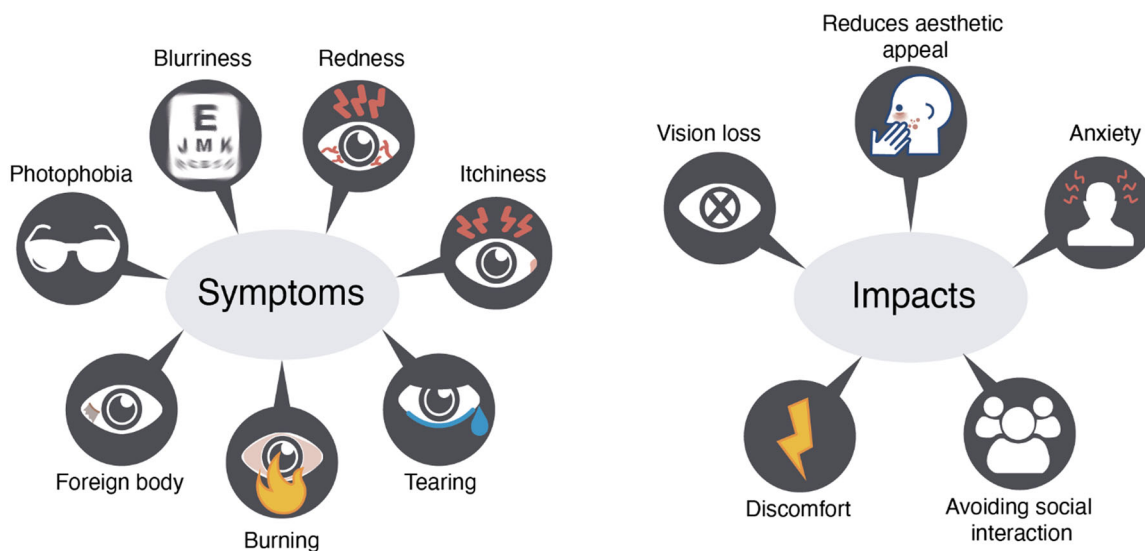 Symptoms
Blurriness
Redness
Photophobia
Itchiness
Foreign body
Burning
Tearing
E
J M K
Impacts
Reduces aesthetic
appeal
Vision loss
Anxiety
Discomfort
Avoiding social
interaction